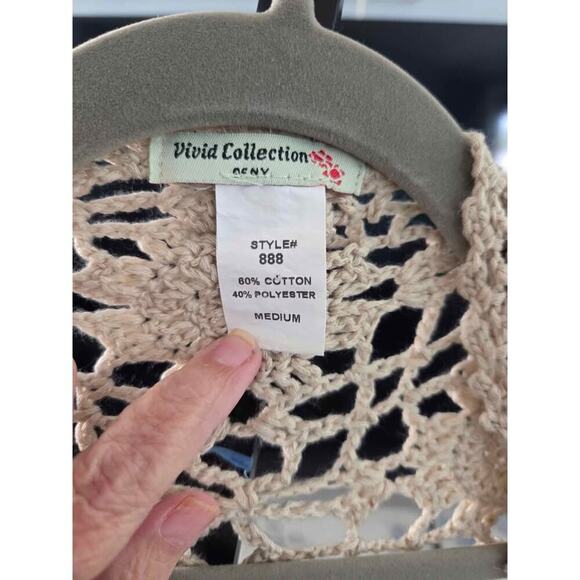 Vivid Collection
OF NY
STYLE#
888
60% COTTON
40% POLYESTER
MEDIUM